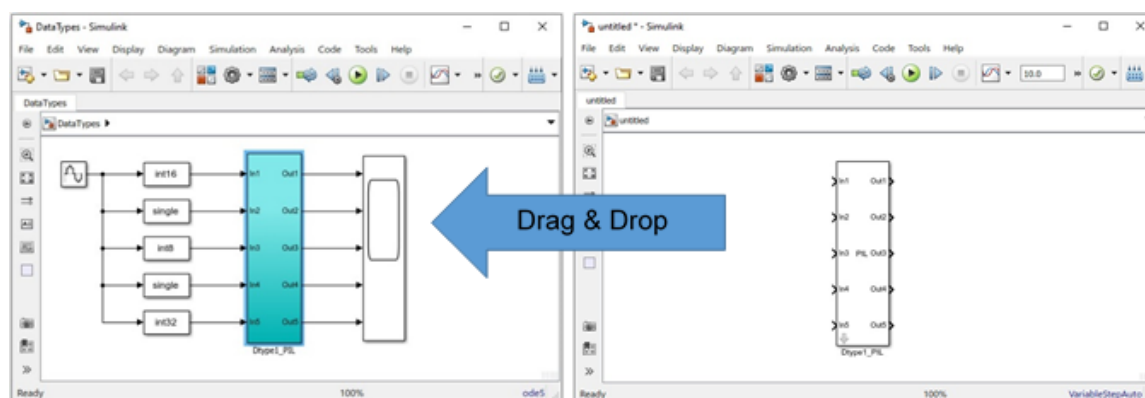 DataTypes - Simulink
File Edit View Display Diagram Simulation Analysis Code Tools Help
DataTypes
DataTypes
int16
single
int8
single
int32
In1 Out1
In2 Out2
In3 Out3
In4 Out4
In5 Out5
Dtype1_PIL
Ready 100% ode5
Drag & Drop
untitled * - Simulink
File Edit View Display Diagram Simulation Analysis Code Tools Help
10.0
untitled
untitled
In1 Out1
In2 Out2
In3 PIL Out3
In4 Out4
In5 Out5
Dtype1_PIL
Ready 100% VariableStepAuto